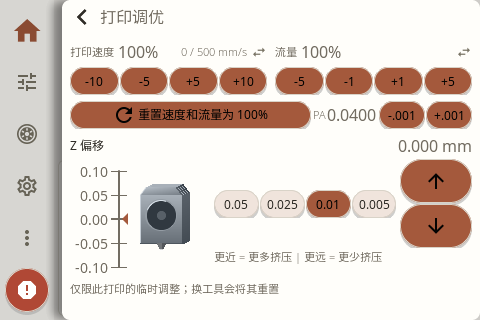 打印调优
打印速度 100% 0 / 500 mm/s 流量 100%
-10 -5 +5 +10 -5 -1 +1 +5
重置速度和流量为 100% PA 0.0400 -.001 +.001
Z 偏移 0.000 mm
0.10
0.05
0.00
-0.05
-0.10
0.05 0.025 0.01 0.005
更近 = 更多挤压 | 更远 = 更少挤压
仅限此打印的临时调整；换工具会将其重置